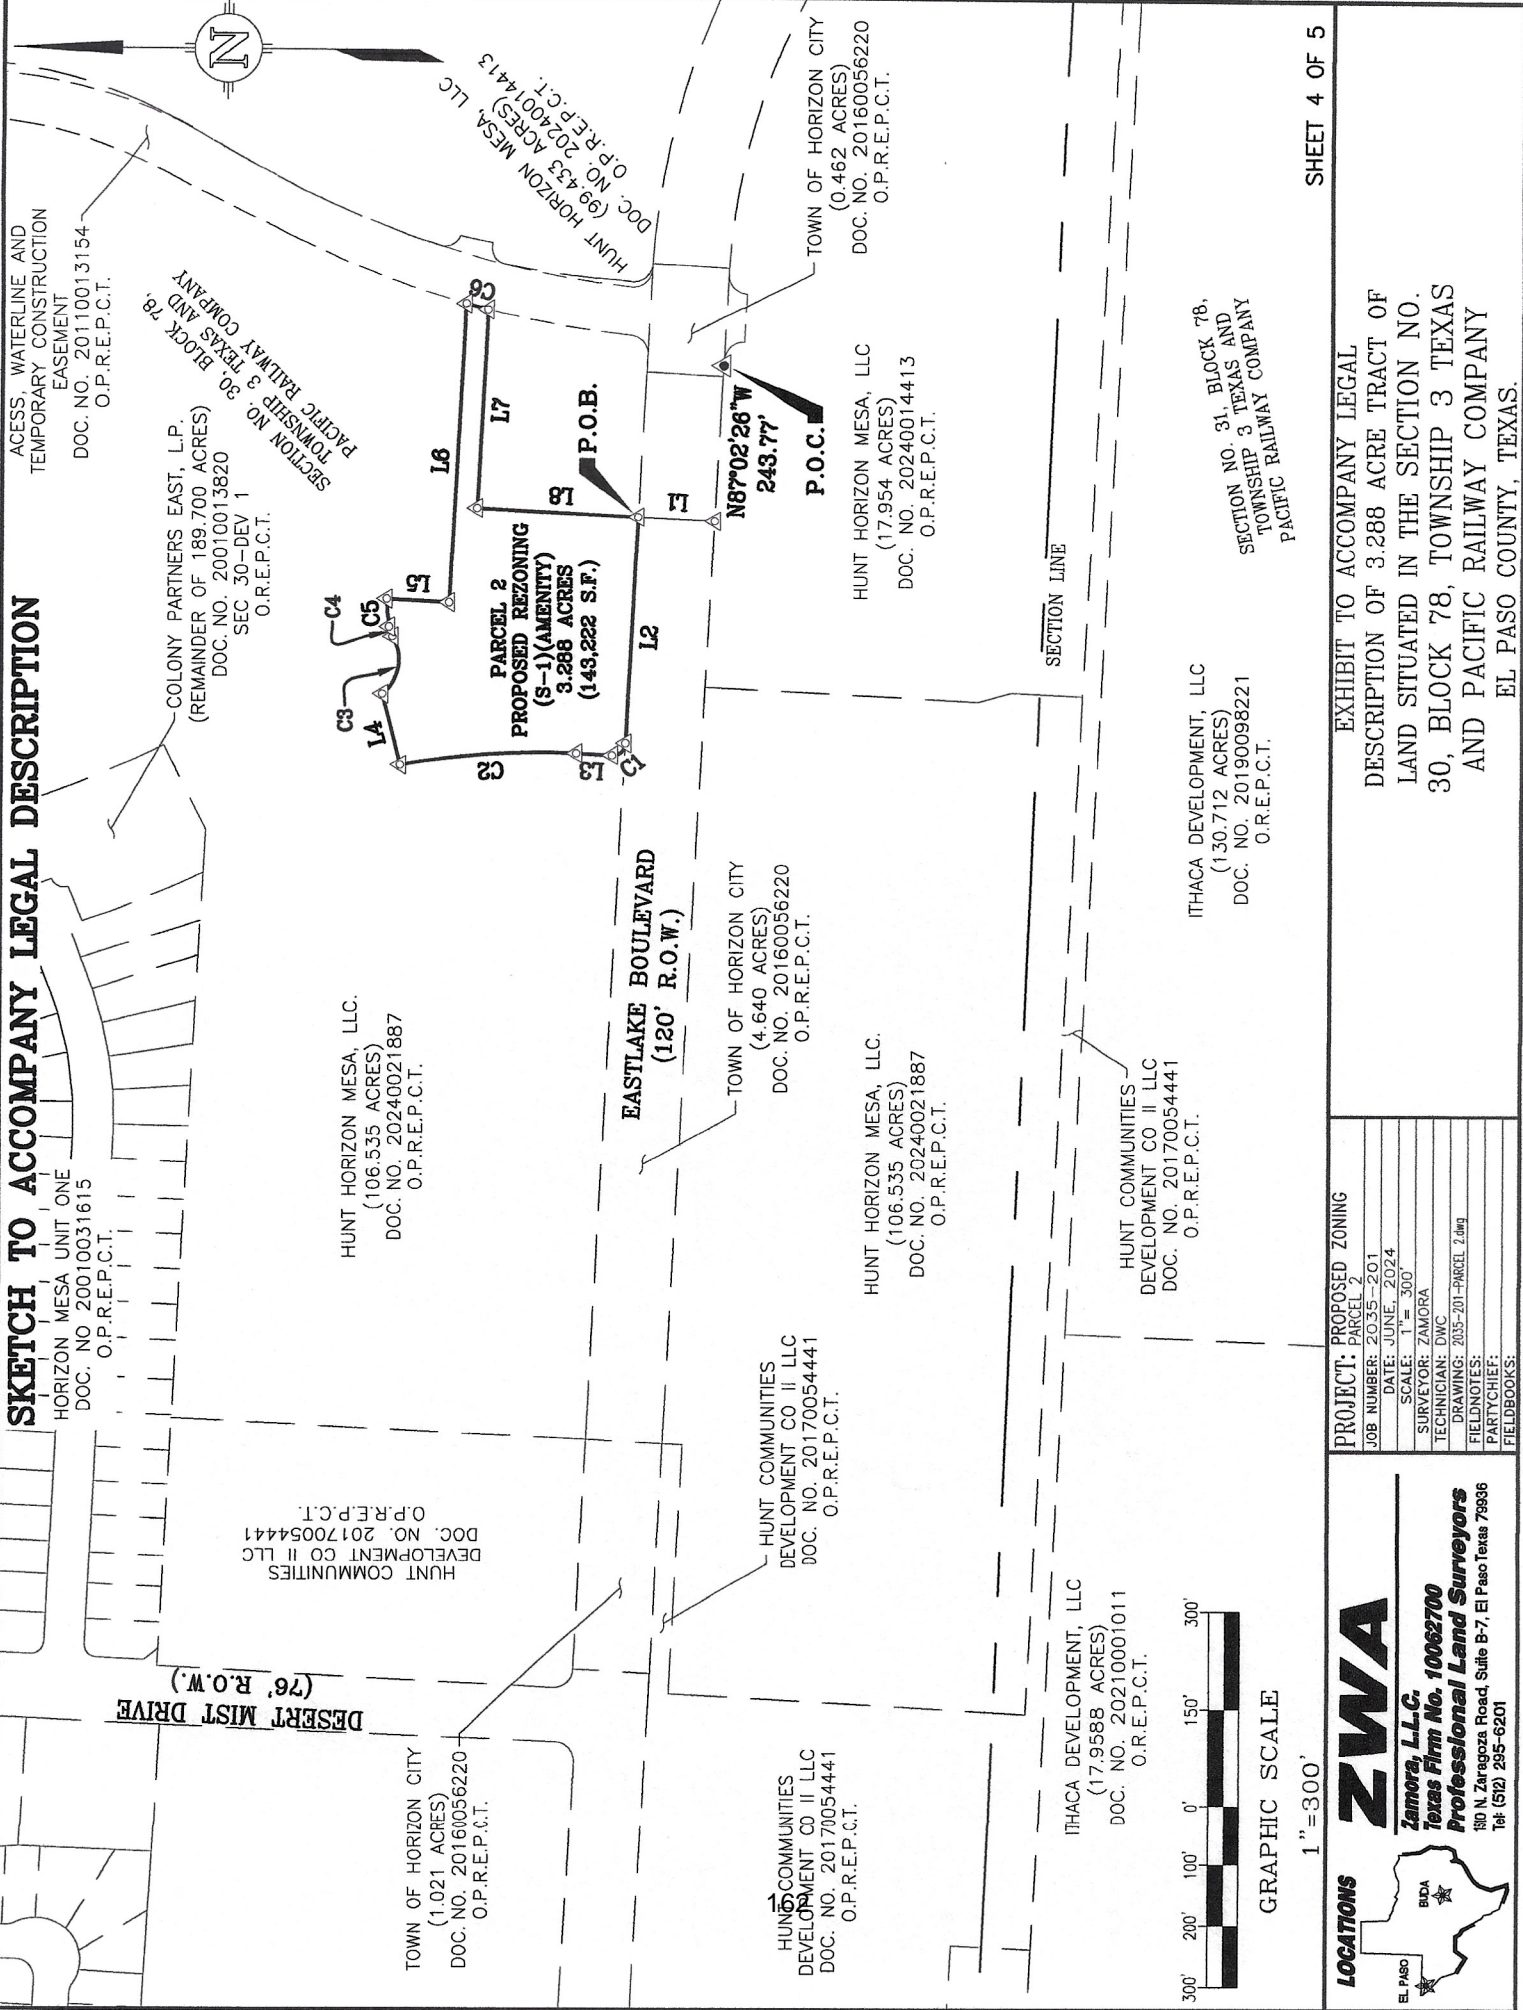 SKETCH TO ACCOMPANY LEGAL DESCRIPTION
HORIZON MESA UNIT ONE
DOC. NO 20010031615
O.P.R.E.P.C.T.
COLONY PARTNERS EAST, L.P.
(REMAINDER OF 189.700 ACRES)
DOC. NO. 20010013820
SEC 30-DEV 1
O.R.E.P.C.T.
ACESS, WATERLINE AND
TEMPORARY CONSTRUCTION
EASEMENT
DOC. NO. 20110013154
O.P.R.E.P.C.T.
N
SECTION NO. 30, BLOCK 78,
TOWNSHIP 3 TEXAS AND
PACIFIC RAILWAY COMPANY
HUNT HORIZON MESA, LLC
(99.433 ACRES)
DOC. NO. 20240014413
O.P.R.E.P.C.T.
DESERT MIST DRIVE
(76' R.O.W.)
HUNT COMMUNITIES
DEVELOPMENT CO II LLC
DOC. NO. 20170054441
O.P.R.E.P.C.T.
HUNT HORIZON MESA, LLC.
(106.535 ACRES)
DOC. NO. 20240021887
O.P.R.E.P.C.T.
C3
C4
L4
C5
L5
C2
L6
C6
L7
PARCEL 2
PROPOSED REZONING
(S-1)(AMENITY)
3.288 ACRES
(143,222 S.F.)
L8
P.O.B.
L3
C1
L2
L1
N87°02'26"W
243.77'
P.O.C.
TOWN OF HORIZON CITY
(1.021 ACRES)
DOC. NO. 20160056220
O.P.R.E.P.C.T.
EASTLAKE BOULEVARD
(120' R.O.W.)
TOWN OF HORIZON CITY
(4.640 ACRES)
DOC. NO. 20160056220
O.P.R.E.P.C.T.
TOWN OF HORIZON CITY
(0.462 ACRES)
DOC. NO. 20160056220
O.P.R.E.P.C.T.
HUNT COMMUNITIES
DEVELOPMENT CO II LLC
DOC. NO. 20170054441
O.P.R.E.P.C.T.
HUNT COMMUNITIES
DEVELOPMENT CO II LLC
DOC. NO. 20170054441
O.P.R.E.P.C.T.
162
HUNT HORIZON MESA, LLC.
(106.535 ACRES)
DOC. NO. 20240021887
O.P.R.E.P.C.T.
HUNT HORIZON MESA, LLC
(17.954 ACRES)
DOC. NO. 20240014413
O.P.R.E.P.C.T.
SECTION LINE
ITHACA DEVELOPMENT, LLC
(17.9588 ACRES)
DOC. NO. 20210001011
O.R.E.P.C.T.
HUNT COMMUNITIES
DEVELOPMENT CO II LLC
DOC. NO. 20170054441
O.P.R.E.P.C.T.
ITHACA DEVELOPMENT, LLC
(130.712 ACRES)
DOC. NO. 20190098221
O.R.E.P.C.T.
SECTION NO. 31, BLOCK 78,
TOWNSHIP 3 TEXAS AND
PACIFIC RAILWAY COMPANY
300' 200' 100' 0' 150' 300'
GRAPHIC SCALE
1"=300'
SHEET 4 OF 5
LOCATIONS
EL PASO
BUDA
ZWA
Zamora, L.L.C.
Texas Firm No. 10062700
Professional Land Surveyors
1310 N. Zaragoza Road, Suite B-7, El Paso Texas 79936
Tel: (512) 295-6201
PROJECT: PROPOSED ZONING
PARCEL 2
JOB NUMBER: 2035-201
DATE: JUNE, 2024
SCALE: 1"= 300'
SURVEYOR: ZAMORA
TECHNICIAN: DWC
DRAWING: 2035-201-PARCEL 2.dwg
FIELDNOTES:
PARTYCHIEF:
FIELDBOOKS:
EXHIBIT TO ACCOMPANY LEGAL
DESCRIPTION OF 3.288 ACRE TRACT OF
LAND SITUATED IN THE SECTION NO.
30, BLOCK 78, TOWNSHIP 3 TEXAS
AND PACIFIC RAILWAY COMPANY
EL PASO COUNTY, TEXAS.